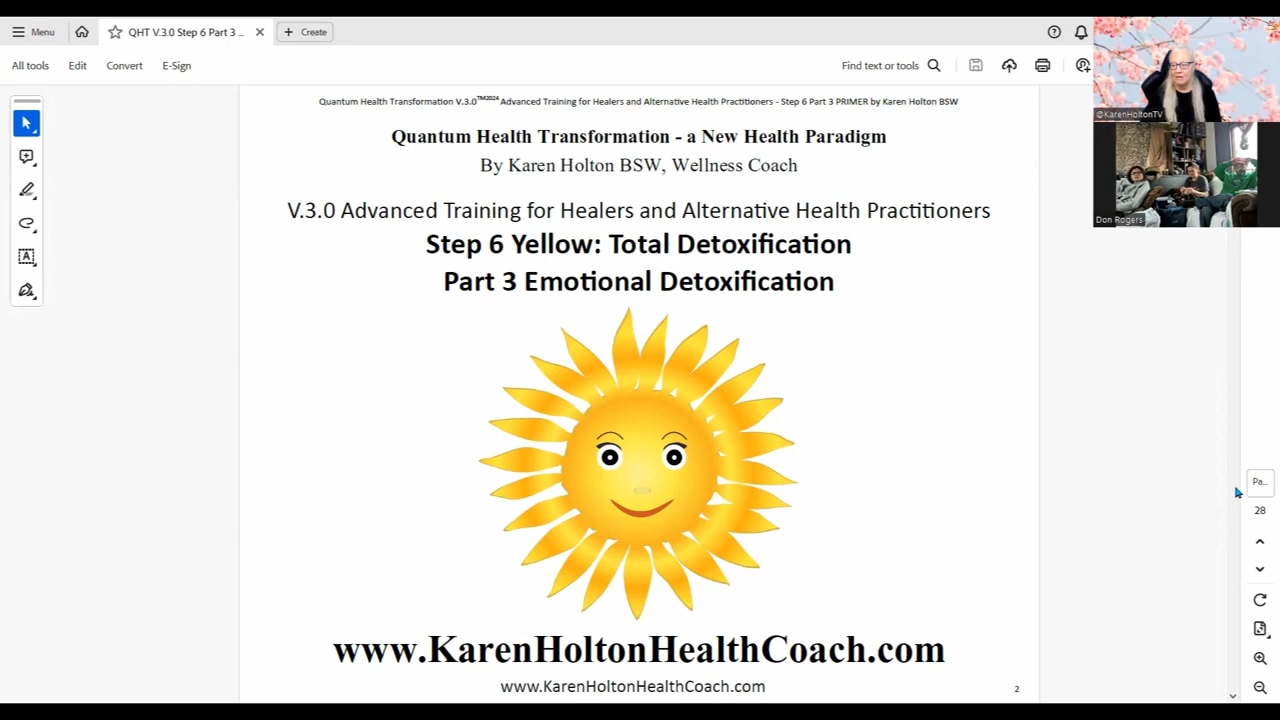 Menu
QHT V.3.0 Step 6 Part 3 ...
Create
All tools
Edit
Convert
E-Sign
Find text or tools
@KarenHoltonTV
Don Rogers
Quantum Health Transformation V.3.0™2024 Advanced Training for Healers and Alternative Health Practitioners - Step 6 Part 3 PRIMER by Karen Holton BSW
Quantum Health Transformation - a New Health Paradigm
By Karen Holton BSW, Wellness Coach
V.3.0 Advanced Training for Healers and Alternative Health Practitioners
Step 6 Yellow: Total Detoxification
Part 3 Emotional Detoxification
www.KarenHoltonHealthCoach.com
www.KarenHoltonHealthCoach.com
2
Pa...
28